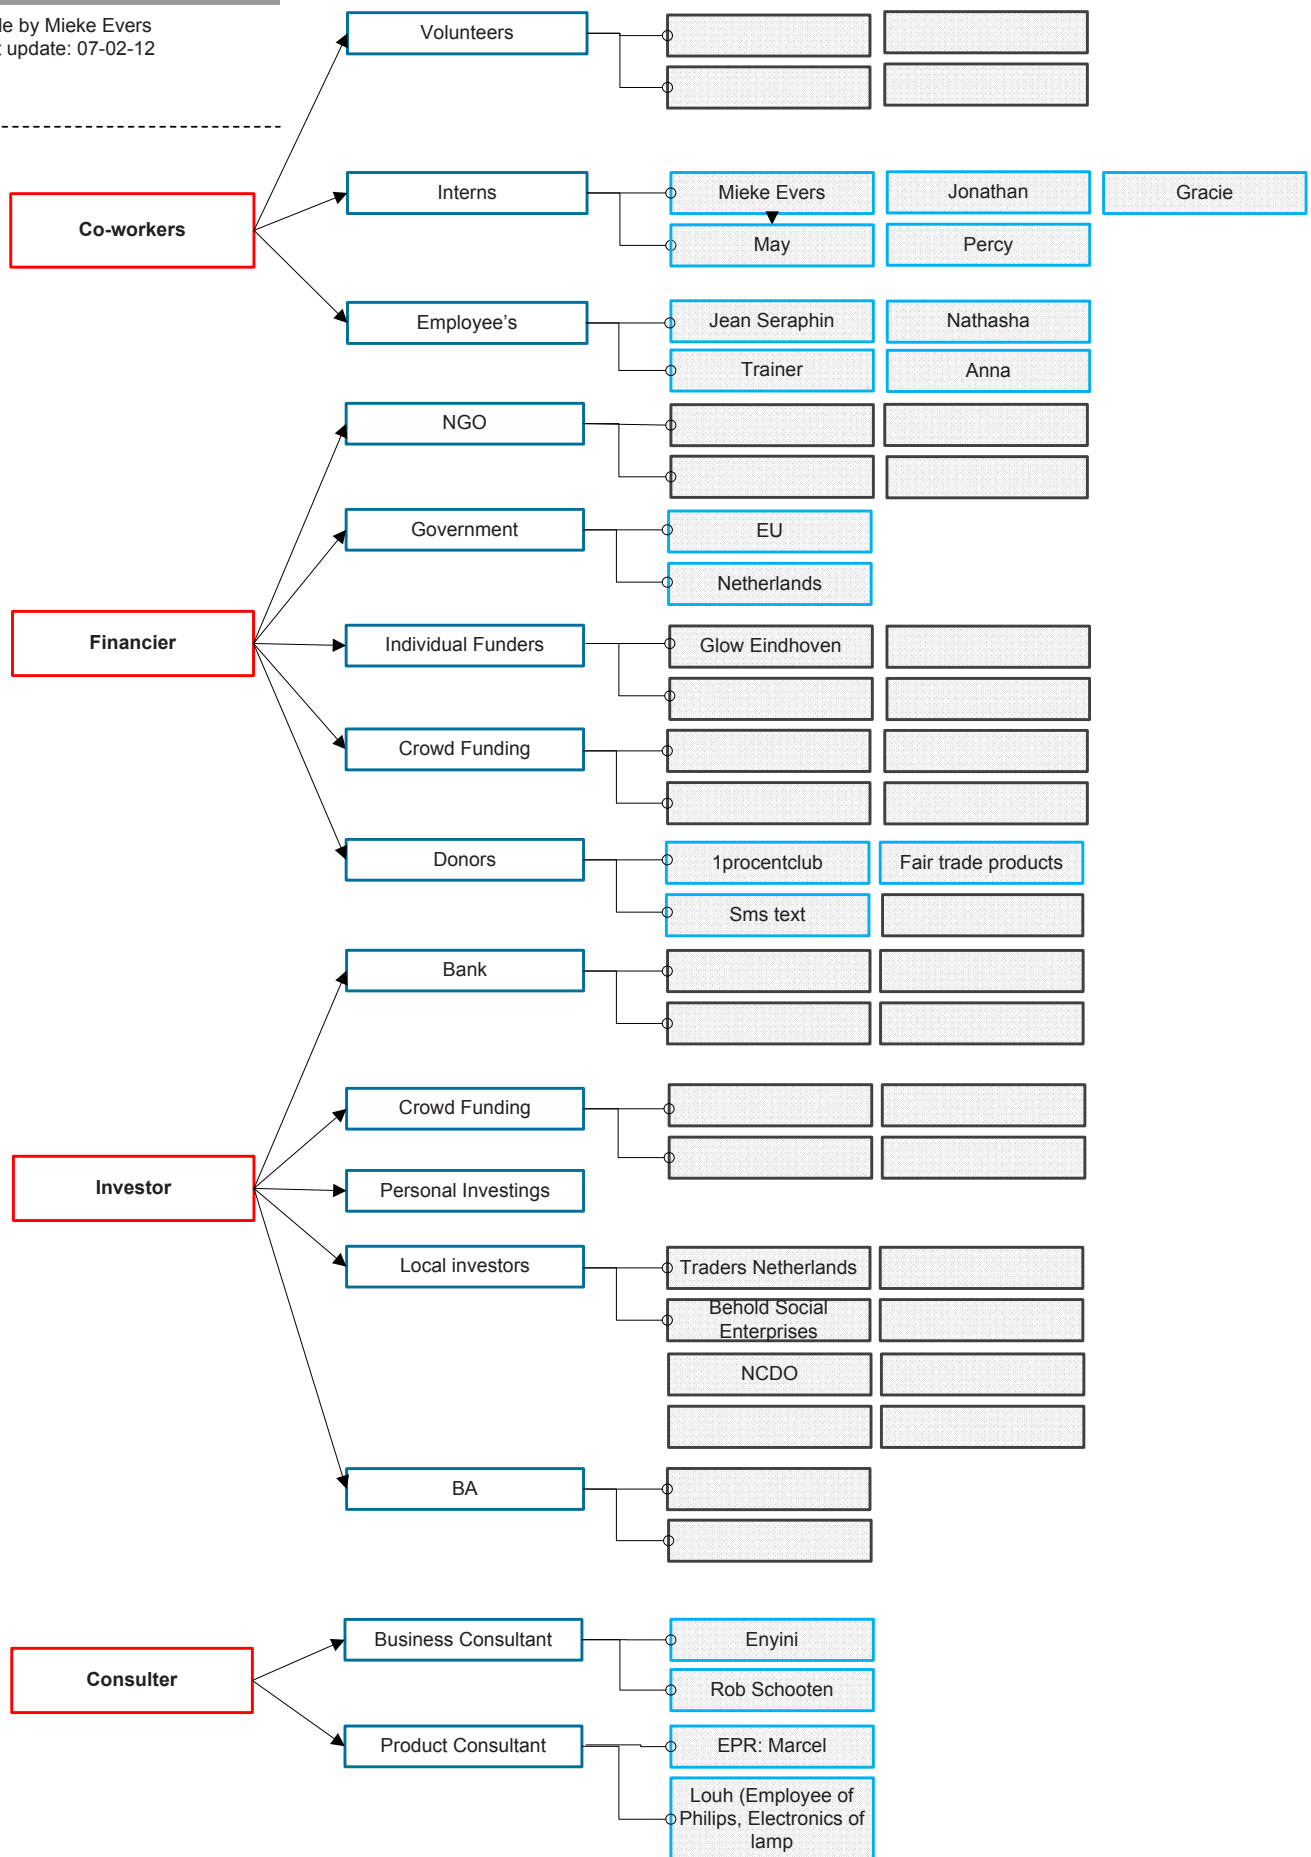 by Mieke Evers
update: 07-02-12
Volunteers
Interns
Mieke Evers
Jonathan
Gracie
Co-workers
May
Percy
Employee's
Jean Seraphin
Nathasha
Trainer
Anna
NGO
Government
EU
Netherlands
Financier
Individual Funders
Glow Eindhoven
Crowd Funding
Donors
1procentclub
Fair trade products
Sms text
Bank
Crowd Funding
Investor
Personal Investings
Local investors
Traders Netherlands
Behold Social
Enterprises
NCDO
BA
Business Consultant
Enyini
Consulter
Rob Schooten
Product Consultant
EPR: Marcel
Louh (Employee of
Philips, Electronics of
lamp